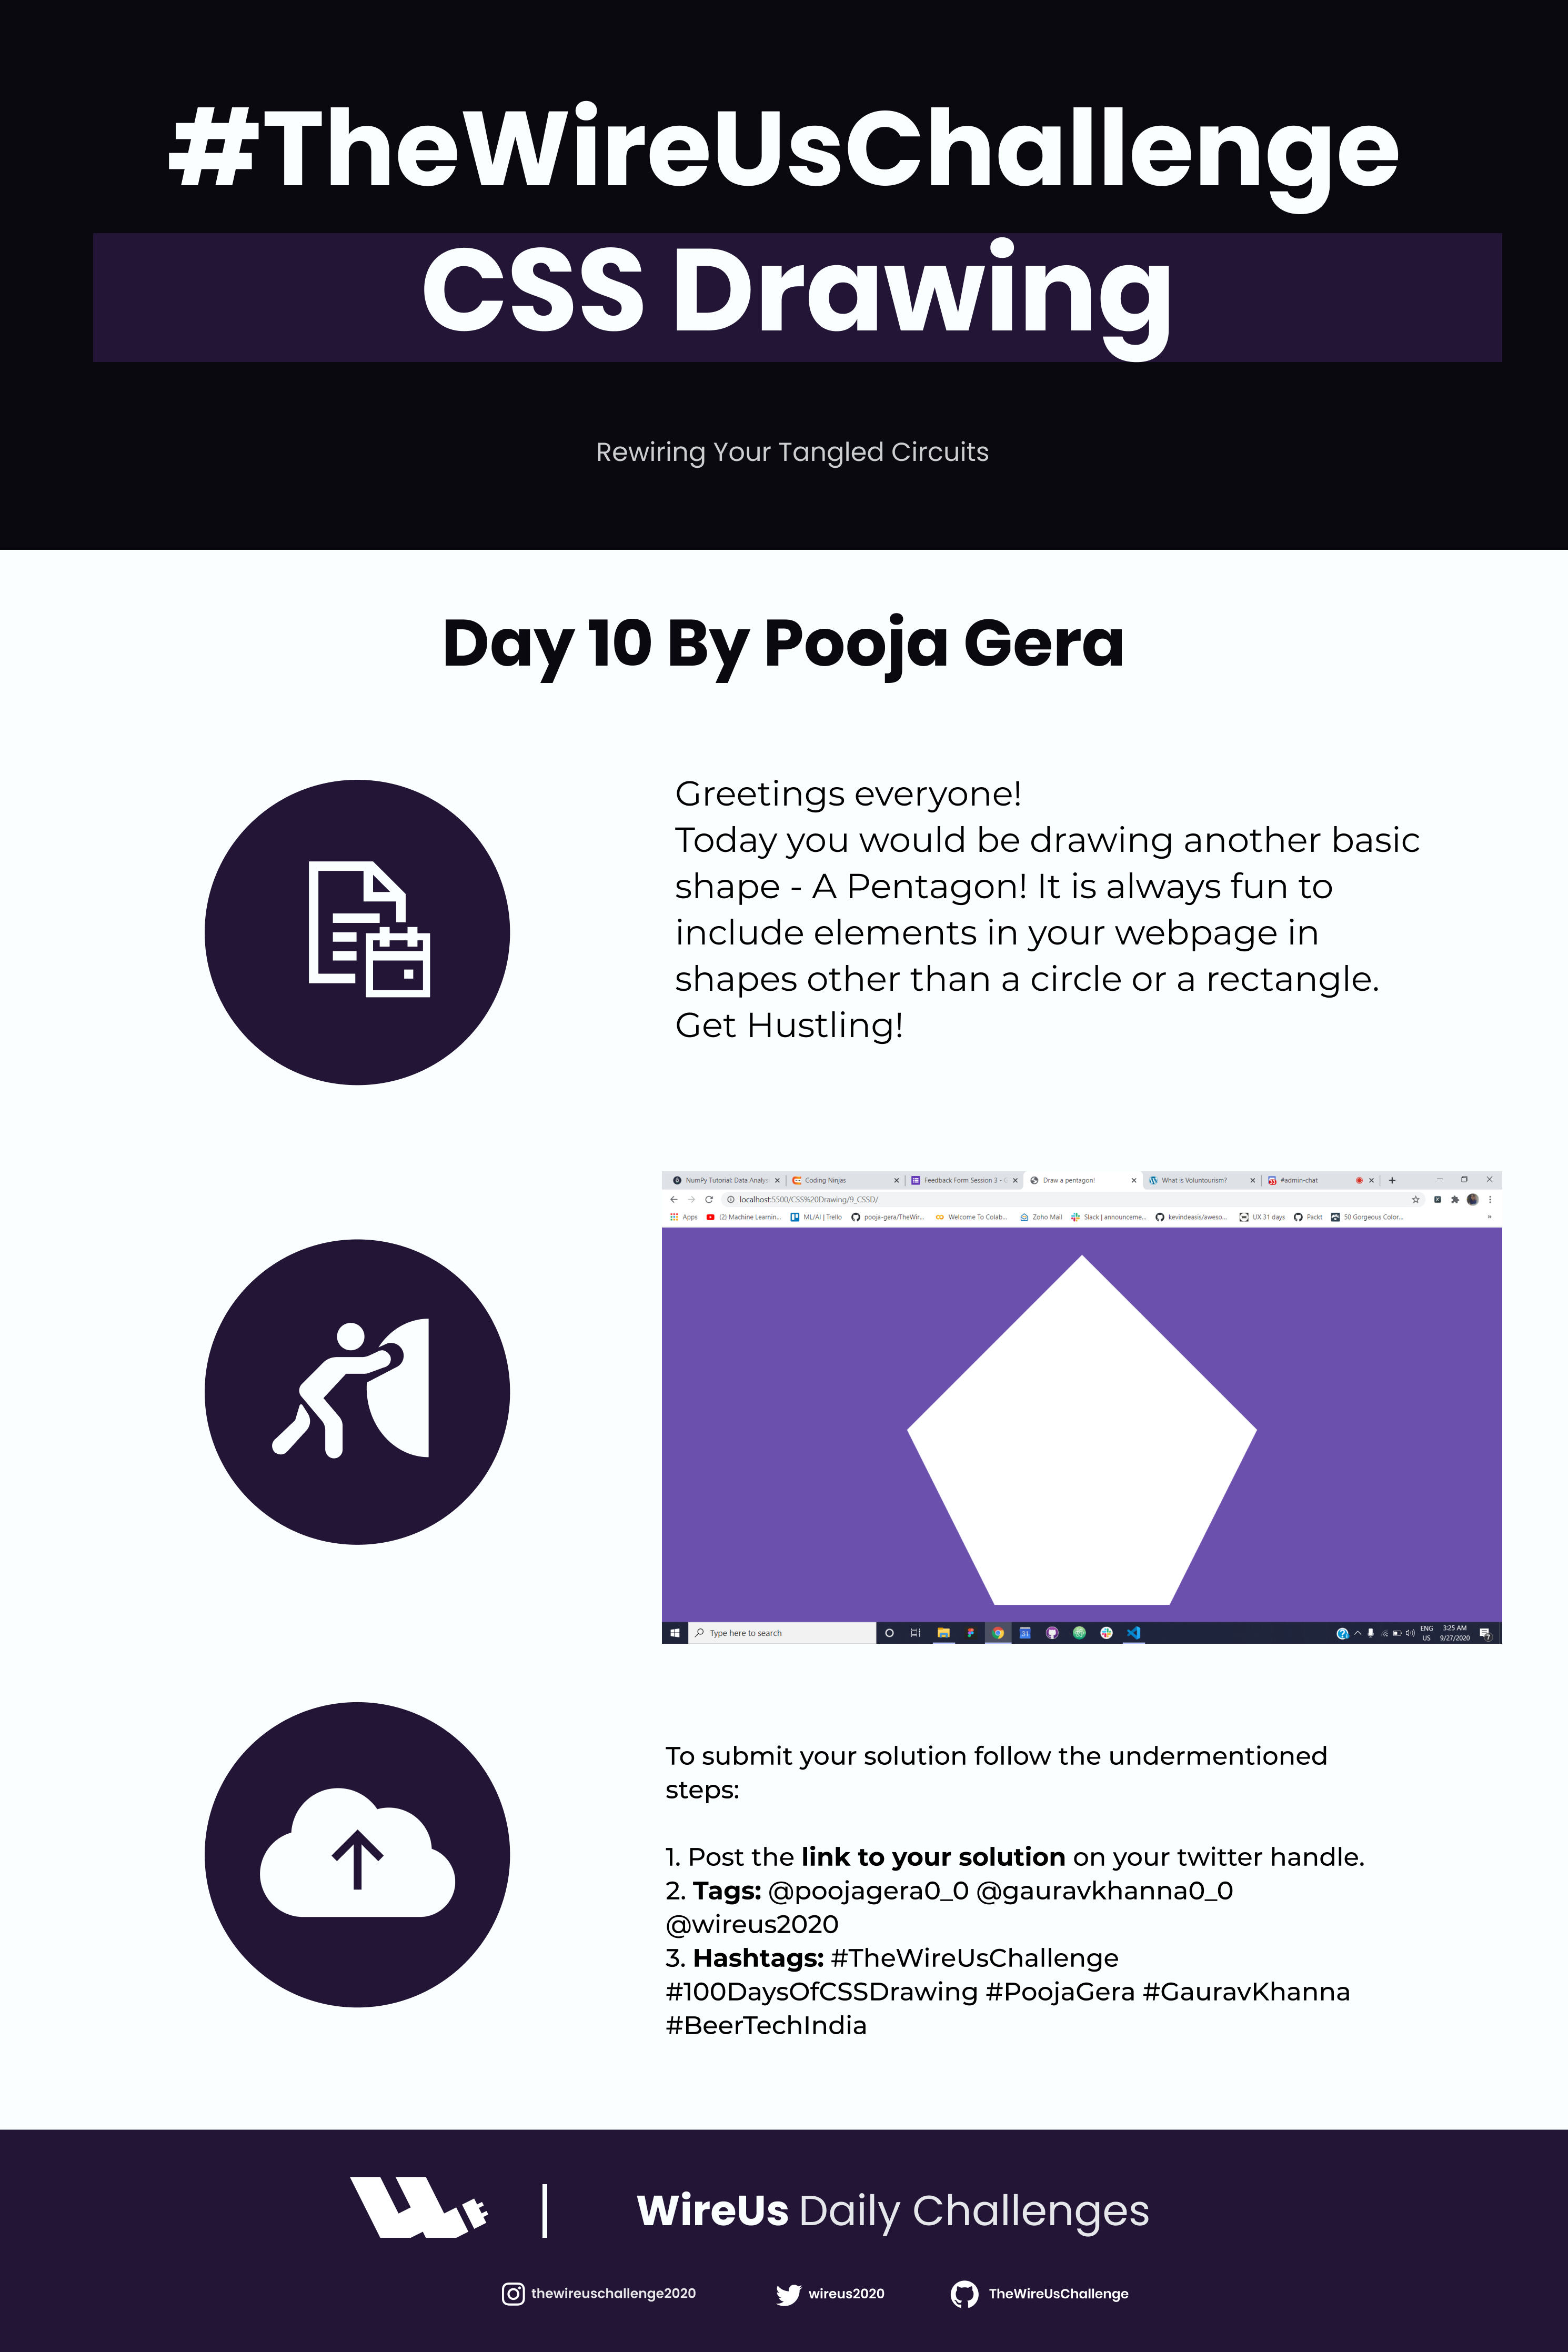 #TheWireUsChallenge
CSS Drawing
Rewiring Your Tangled Circuits
Day 10 By Pooja Gera
Greetings everyone!
Today you would be drawing another basic
shape - A Pentagon! It is always fun to
include elements in your webpage in
shapes other than a circle or a rectangle.
Get Hustling!
NumPy Tutorial: Data Analys Coding Ninjas Feedback Form Session 3 - G Draw a pentagon! What is Voluntourism? #admin-chat
localhost:5500/CSS%20Drawing/9_CSSD/
Apps (2) Machine Learnin... ML/AI | Trello pooja-gera/TheWir... Welcome To Colab... Zoho Mail Slack | announceme... kevindeasis/aweso... UX 31 days Packt 50 Gorgeous Color... »
Type here to search
ENG 3:25 AM
US 9/27/2020
To submit your solution follow the undermentioned
steps:
1. Post the link to your solution on your twitter handle.
2. Tags: @poojagera0_0 @gauravkhanna0_0
@wireus2020
3. Hashtags: #TheWireUsChallenge
#100DaysOfCSSDrawing #PoojaGera #GauravKhanna
#BeerTechIndia
WireUs Daily Challenges
thewireuschallenge2020 wireus2020 TheWireUsChallenge